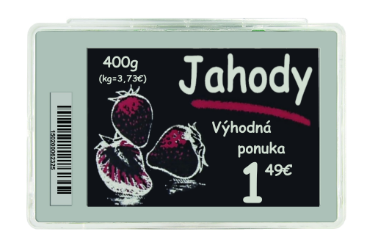 400g
(kg=3,73€)
Jahody
Výhodná
ponuka
1 49€